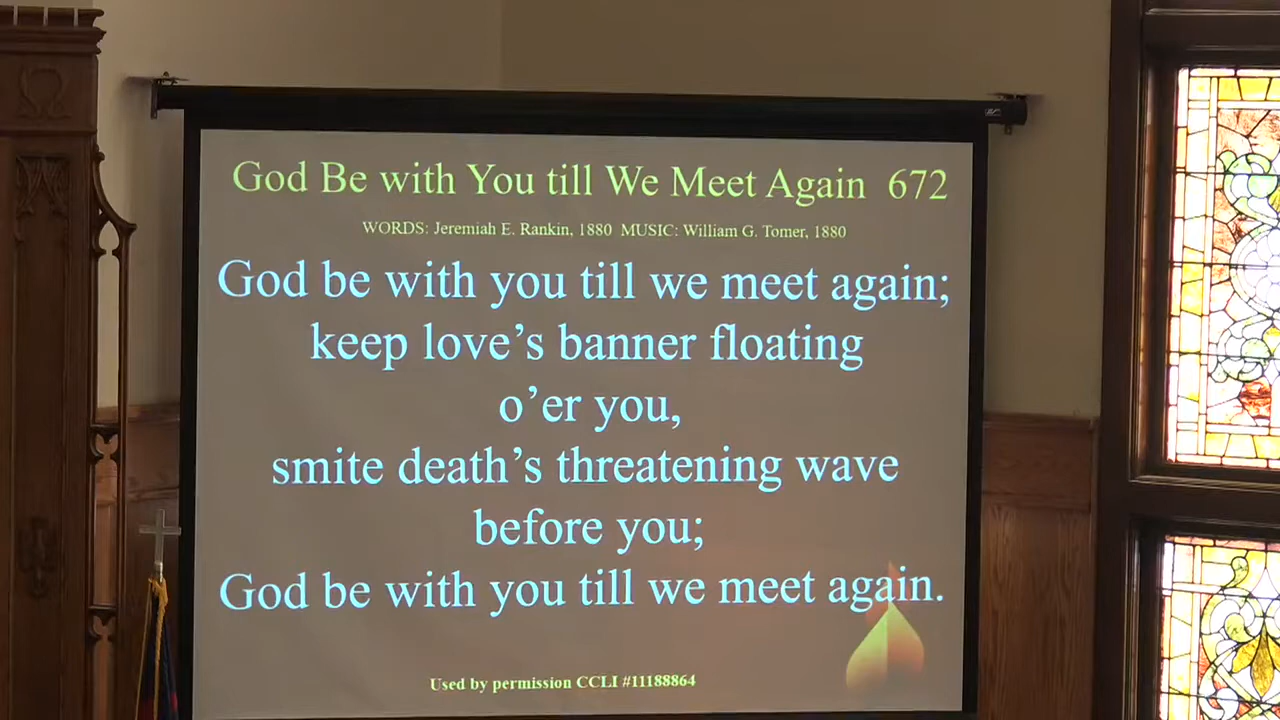 God Be with You till We Meet Again 672
WORDS: Jeremiah E. Rankin, 1880 MUSIC: William G. Tomer, 1880
God be with you till we meet again;
keep love’s banner floating
o’er you,
smite death’s threatening wave
before you;
God be with you till we meet again.
Used by permission CCLI #11188864